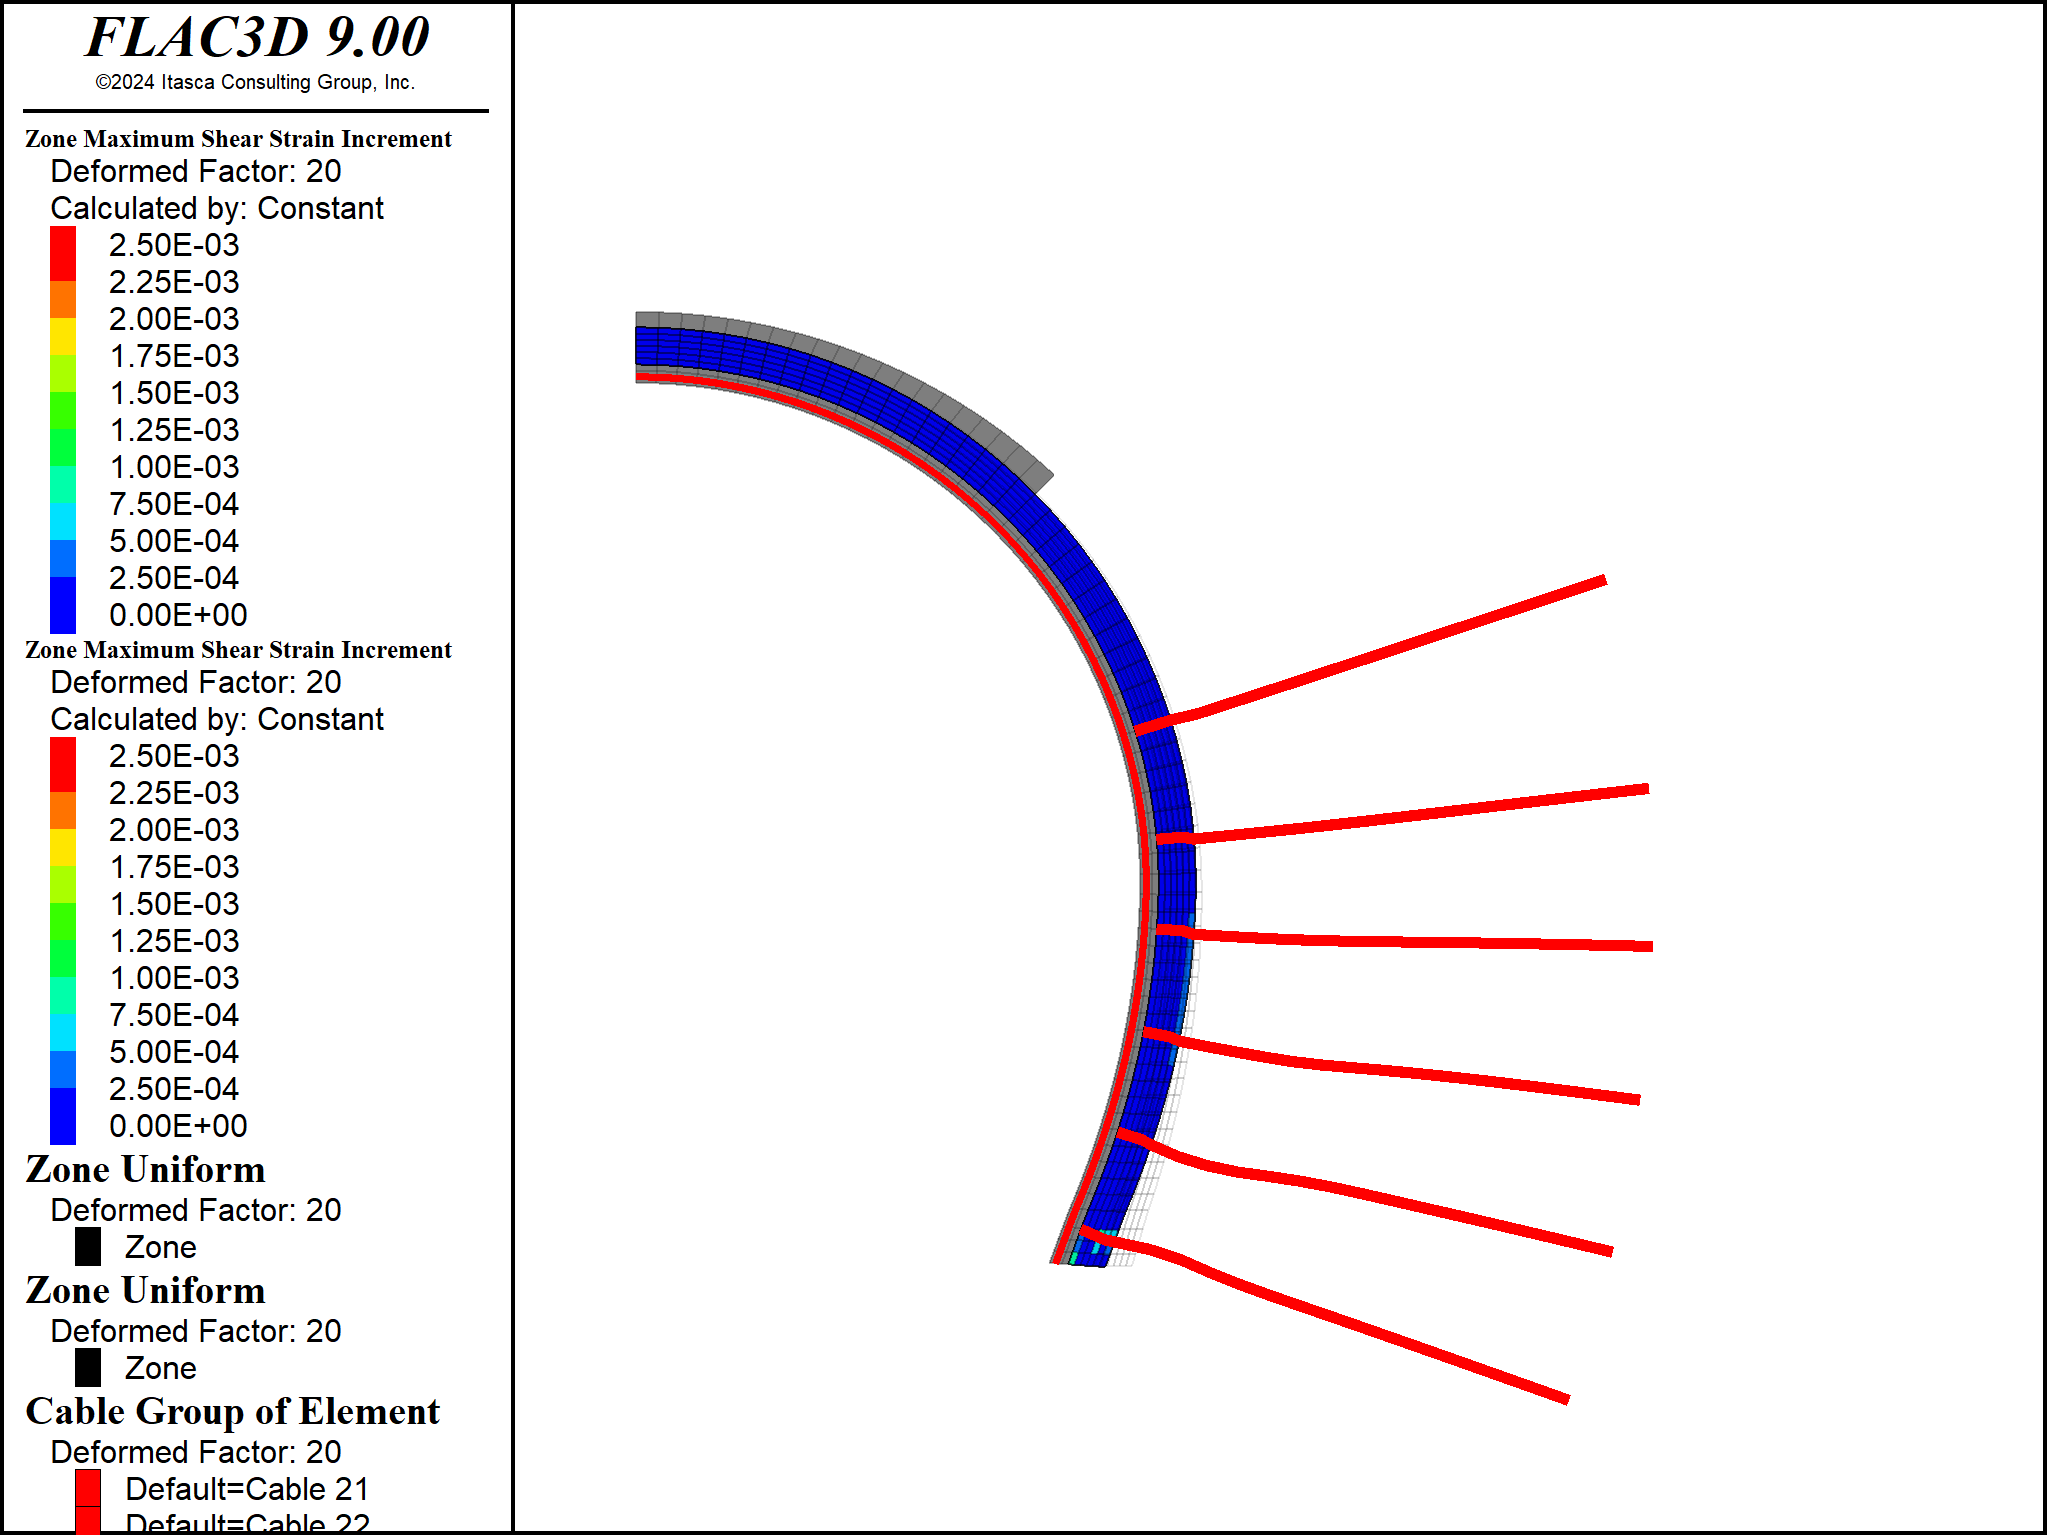 FLAC3D 9.00
©2024 Itasca Consulting Group, Inc.
Zone Maximum Shear Strain Increment
Deformed Factor: 20
Calculated by: Constant
2.50E-03
2.25E-03
2.00E-03
1.75E-03
1.50E-03
1.25E-03
1.00E-03
7.50E-04
5.00E-04
2.50E-04
0.00E+00
Zone Maximum Shear Strain Increment
Deformed Factor: 20
Calculated by: Constant
2.50E-03
2.25E-03
2.00E-03
1.75E-03
1.50E-03
1.25E-03
1.00E-03
7.50E-04
5.00E-04
2.50E-04
0.00E+00
Zone Uniform
Deformed Factor: 20
Zone
Zone Uniform
Deformed Factor: 20
Zone
Cable Group of Element
Deformed Factor: 20
Default=Cable 21
Default=Cable 22